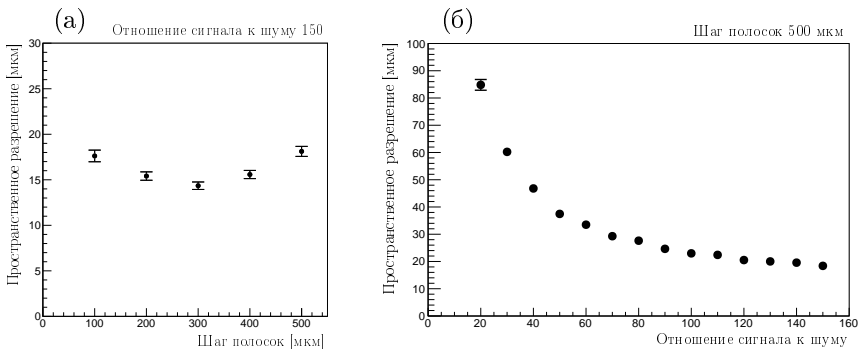 (а)
Отношение сигнала к шуму 150
Пространственное разрешение [мкм]
30
25
20
15
10
5
0
0 100 200 300 400 500
Шаг полосок [мкм]
(б)
Шаг полосок 500 мкм
Пространственное разрешение [мкм]
100
90
80
70
60
50
40
30
20
10
0
0 20 40 60 80 100 120 140 160
Отношение сигнала к шуму